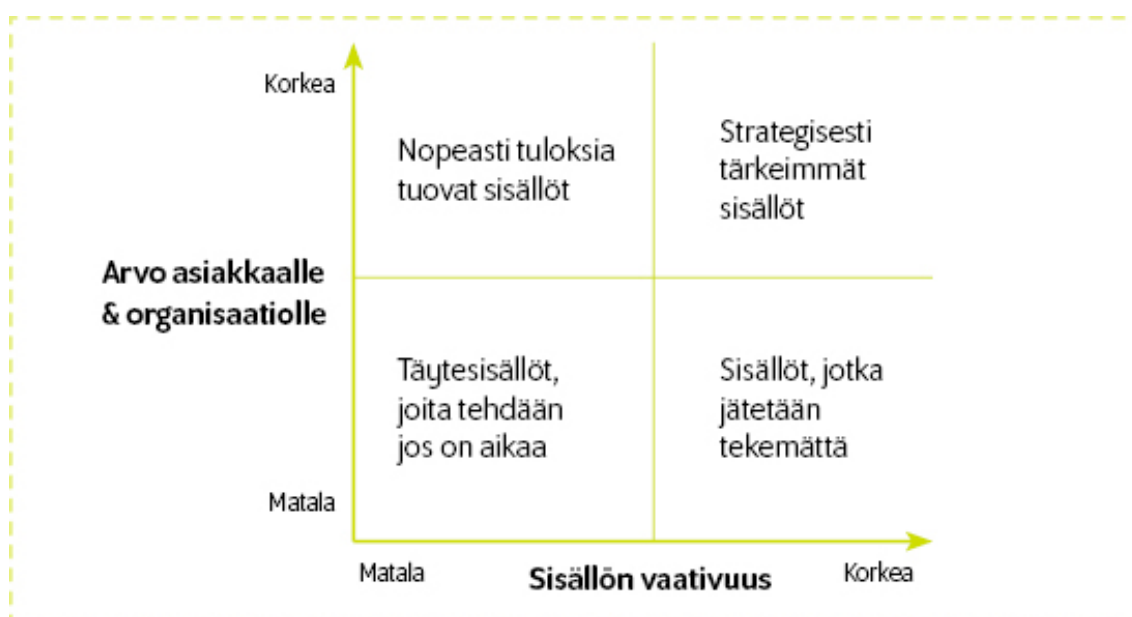 Korkea
Nopeasti tuloksia
tuovat sisällöt
Strategisesti
tärkeimmät
sisällöt
Arvo asiakkaalle
& organisaatiolle
Täytesisällöt,
joita tehdään
jos on aikaa
Sisällöt, jotka
jätetään
tekemättä
Matala
Matala
Sisällön vaativuus
Korkea